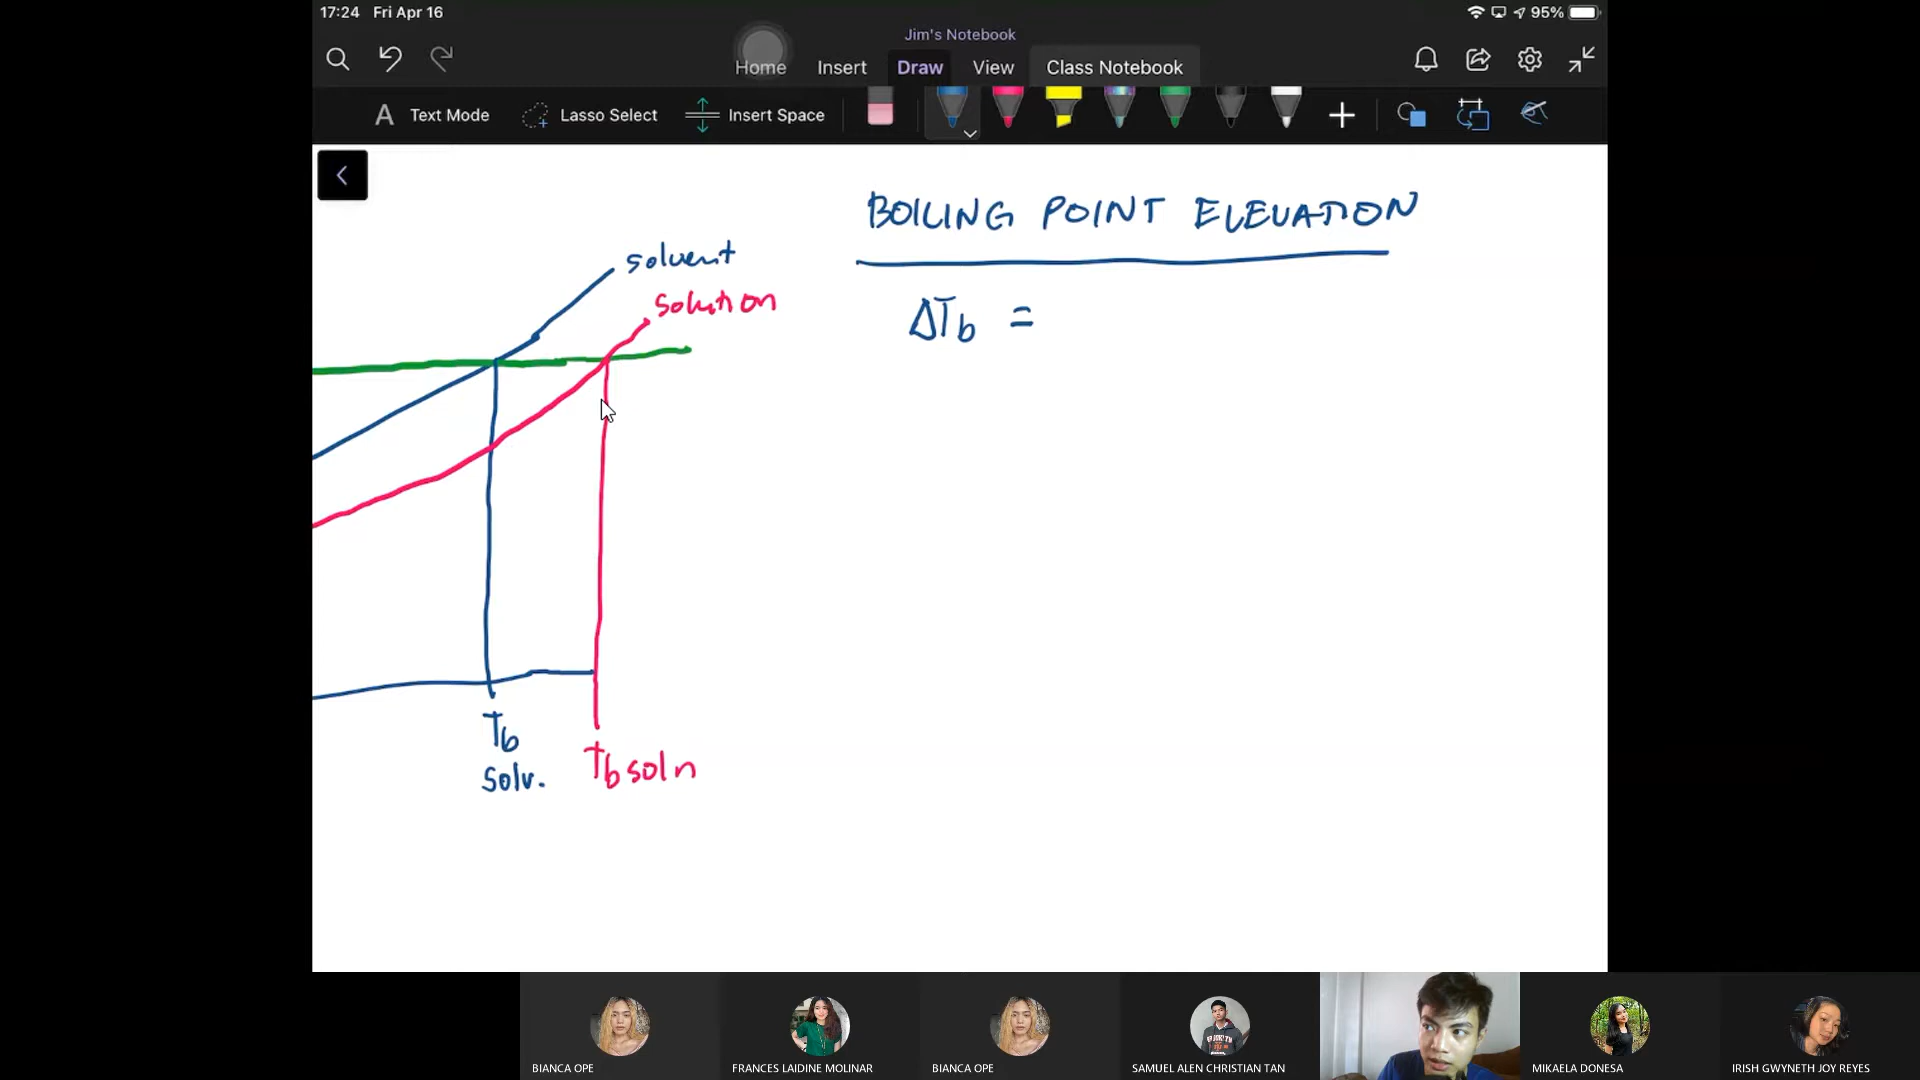 17:24 Fri Apr 16
95%
Jim's Notebook
Home Insert Draw View Class Notebook
Text Mode Lasso Select Insert Space
BOILING POINT ELEVATION
solvent
solution
ΔTb =
Tb
solv.
Tb soln
BIANCA OPE FRANCES LAIDINE MOLINAR BIANCA OPE SAMUEL ALEN CHRISTIAN TAN MIKAELA DONESA IRISH GWYNETH JOY REYES